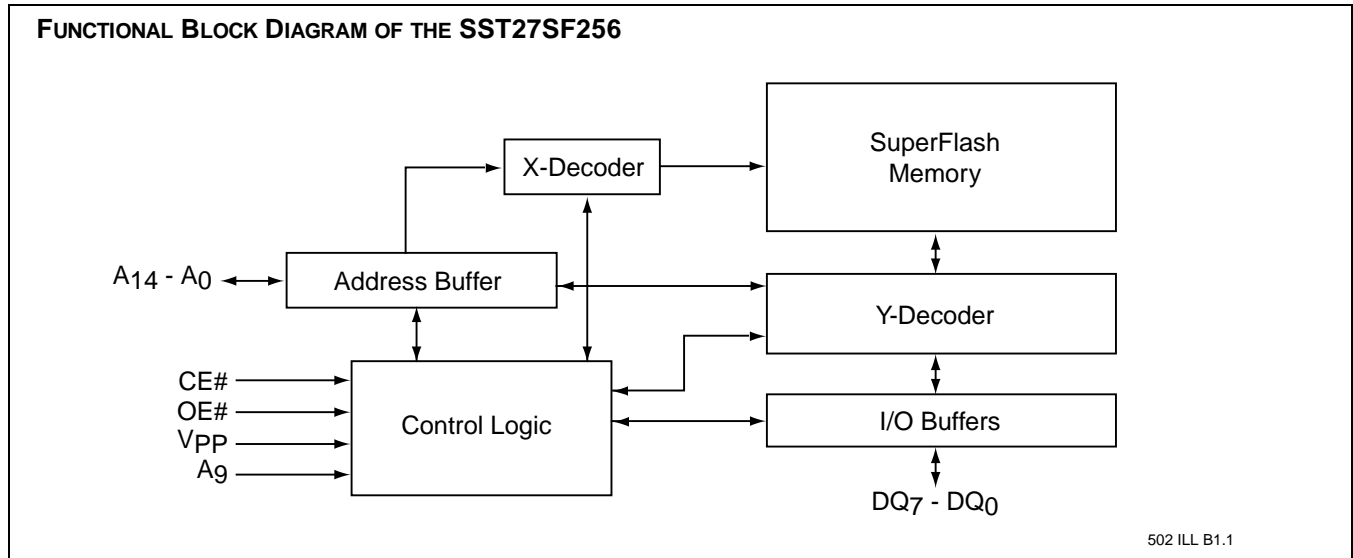 FUNCTIONAL BLOCK DIAGRAM OF THE SST27SF256
SuperFlash
Memory
X-Decoder
A14 - A0
Address Buffer
Y-Decoder
CE#
OE#
VPP
A9
Control Logic
I/O Buffers
DQ7 - DQ0
502 ILL B1.1